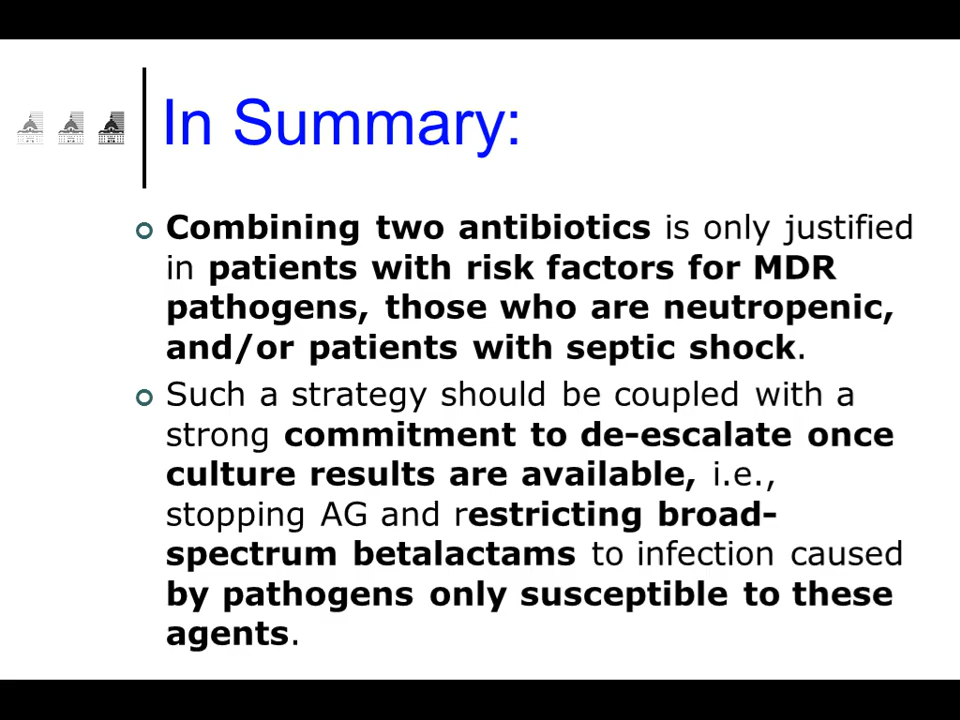 In Summary:
Combining two antibiotics is only justified
in patients with risk factors for MDR
pathogens, those who are neutropenic,
and/or patients with septic shock.
Such a strategy should be coupled with a
strong commitment to de-escalate once
culture results are available, i.e.,
stopping AG and restricting broad-
spectrum betalactams to infection caused
by pathogens only susceptible to these
agents.